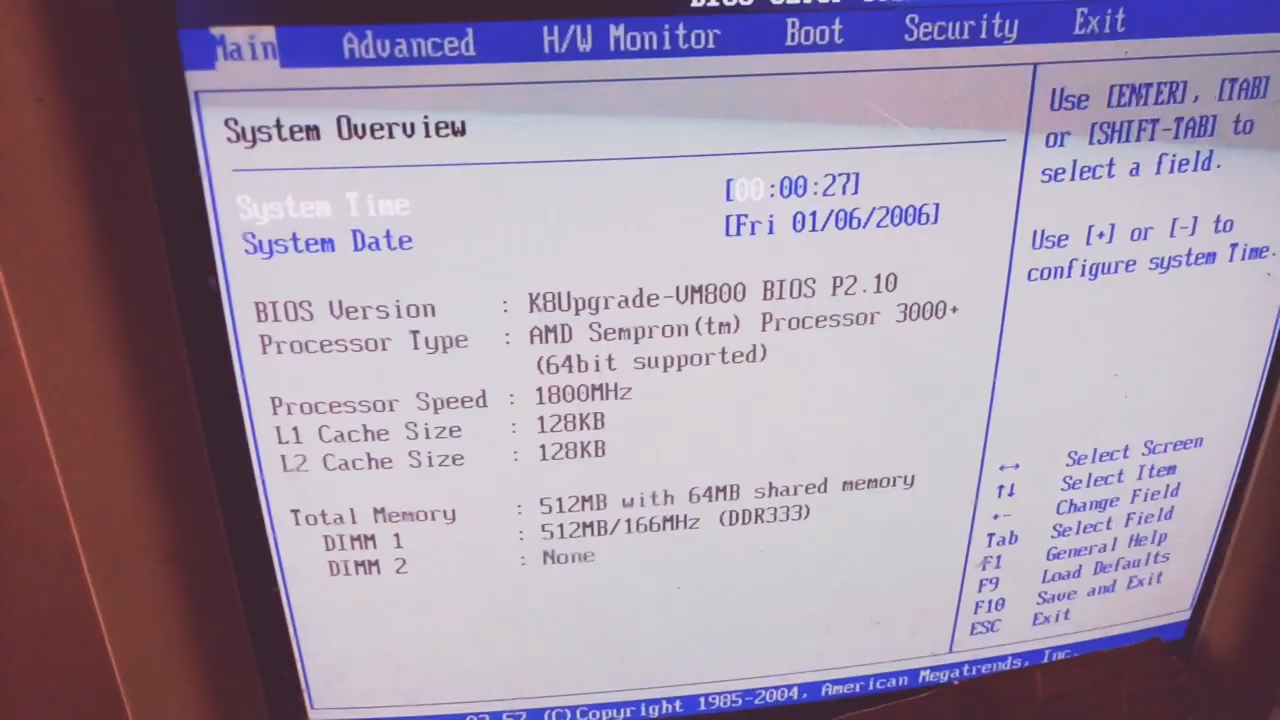 Main Advanced H/W Monitor Boot Security Exit
System Overview
System Time [00:00:27]
System Date [Fri 01/06/2006]
BIOS Version : K8Upgrade-VM800 BIOS P2.10
Processor Type : AMD Sempron(tm) Processor 3000+
(64bit supported)
Processor Speed : 1800MHz
L1 Cache Size : 128KB
L2 Cache Size : 128KB
Total Memory : 512MB with 64MB shared memory
DIMM 1 : 512MB/166MHz (DDR333)
DIMM 2 : None
Use [ENTER], [TAB]
or [SHIFT-TAB] to
select a field.
Use [+] or [-] to
configure system Time.
↔ Select Screen
↑↓ Select Item
+- Change Field
Tab Select Field
F1 General Help
F9 Load Defaults
F10 Save and Exit
ESC Exit
(C)Copyright 1985-2004, American Megatrends, Inc.